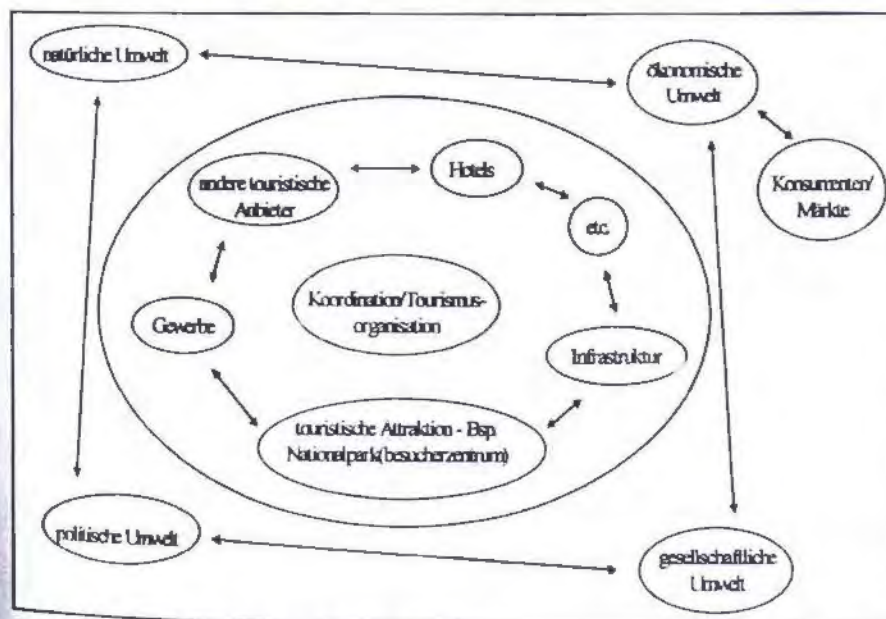 natürliche Umwelt
ökonomische
Umwelt
Konsumenten/
Märkte
Hotels
andere touristische
Anbieter
etc.
Koordination/Tourismus-
organisation
Gewerbe
Infrastruktur
touristische Attraktion - Bsp.
Nationalpark(besucherzentrum)
politische Umwelt
gesellschaftliche
Umwelt